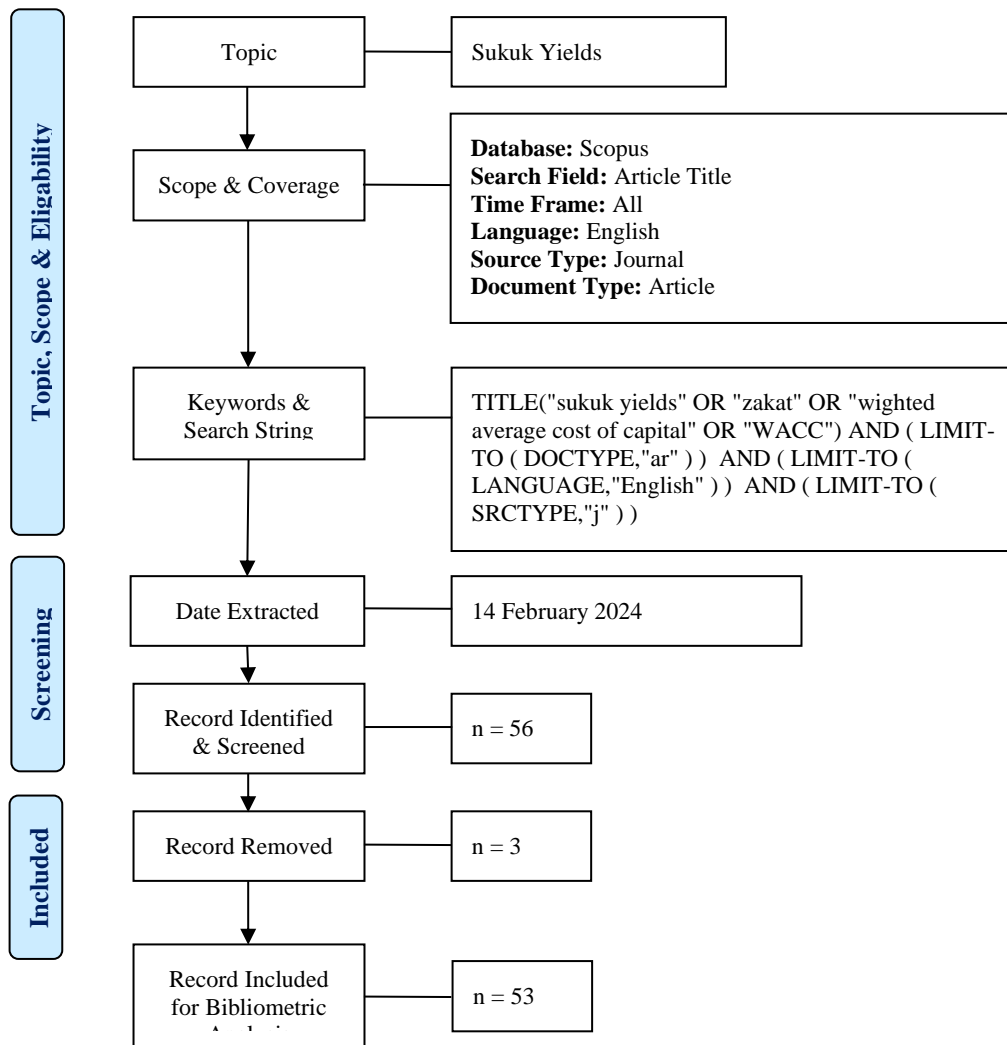 Topic, Scope & Eligability
Topic
Sukuk Yields
Scope & Coverage
Database: Scopus
Search Field: Article Title
Time Frame: All
Language: English
Source Type: Journal
Document Type: Article
Keywords &
Search String
TITLE("sukuk yields" OR "zakat" OR "wighted
average cost of capital" OR "WACC") AND ( LIMIT-
TO ( DOCTYPE,"ar" ) ) AND ( LIMIT-TO (
LANGUAGE,"English" ) ) AND ( LIMIT-TO (
SRCTYPE,"j" ) )
Screening
Date Extracted
14 February 2024
Record Identified
& Screened
n = 56
Included
Record Removed
n = 3
Record Included
for Bibliometric
n = 53